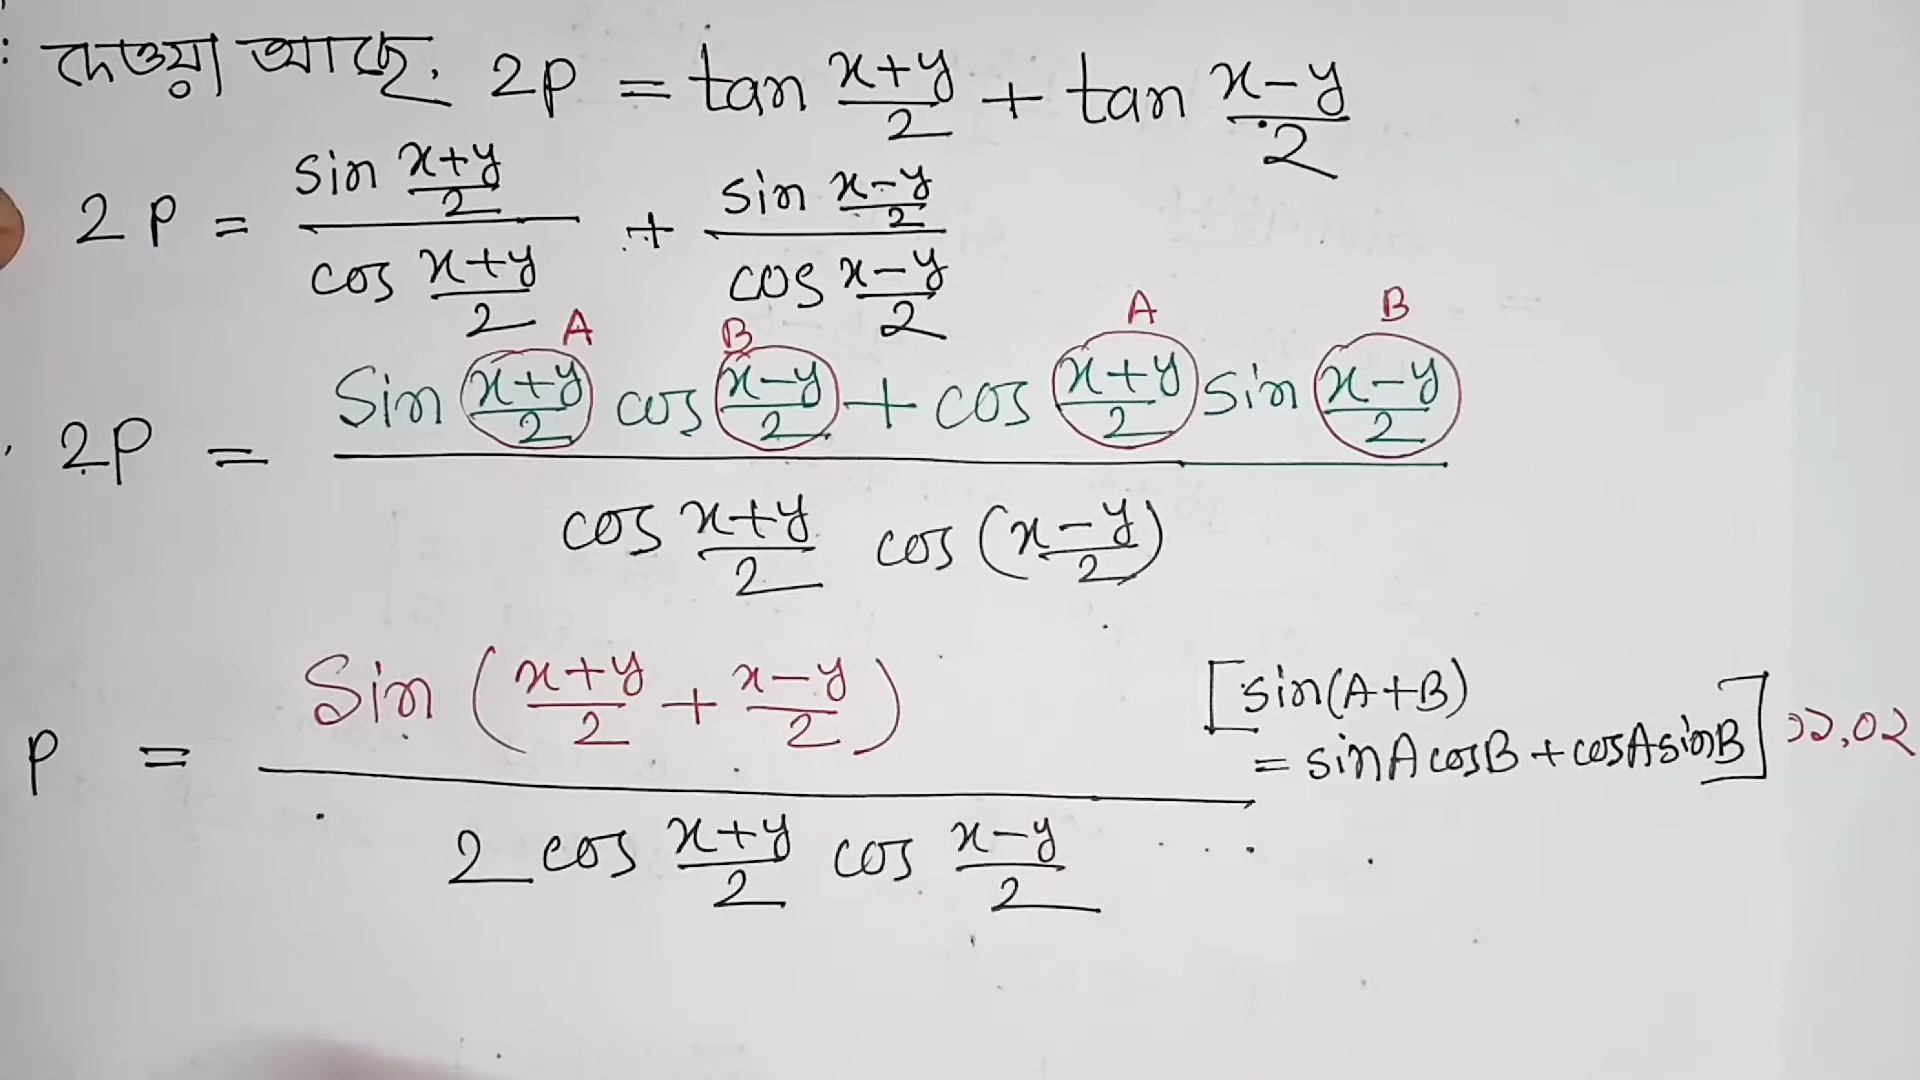 : দেওয়া আছে, 2P = tan (x+y)/2 + tan (x-y)/2
2P = (sin (x+y)/2)/(cos (x+y)/2) + (sin (x-y)/2)/(cos (x-y)/2)
A B A B
2P = (Sin (x+y)/2 cos (x-y)/2 + cos (x+y)/2 Sin (x-y)/2)/(cos (x+y)/2 cos ((x-y)/2))
P = (Sin ((x+y)/2 + (x-y)/2))/(2 cos (x+y)/2 cos (x-y)/2)
[sin(A+B)
= sinA cosB + cosA sinB] ১২,০২